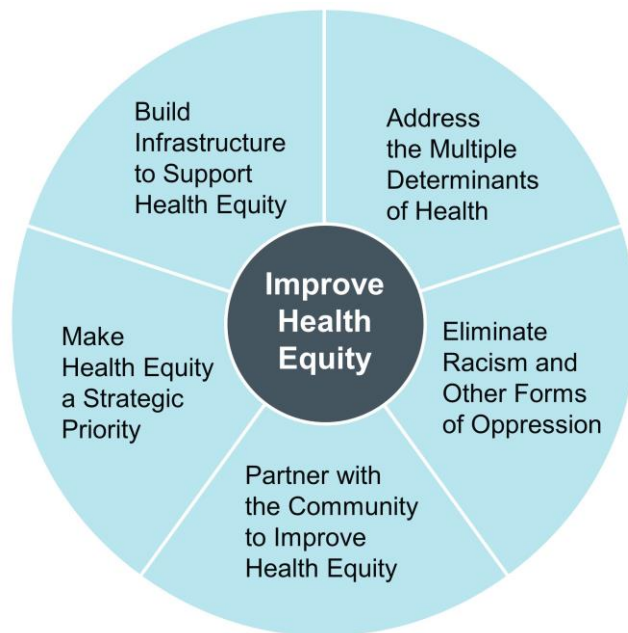 Build
Infrastructure
to Support
Health Equity
Address
the Multiple
Determinants
of Health
Improve
Health
Equity
Make
Health Equity
a Strategic
Priority
Eliminate
Racism and
Other Forms
of Oppression
Partner with
the Community
to Improve
Health Equity